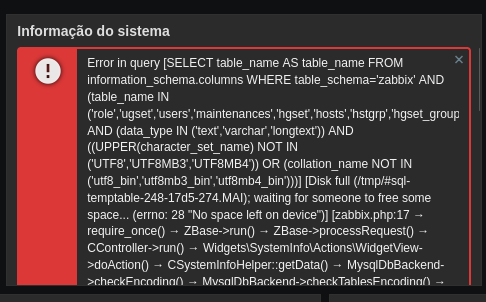 Informação do sistema
Error in query [SELECT table_name AS table_name FROM
information_schema.columns WHERE table_schema='zabbix' AND
(table_name IN
('role','ugset','users','maintenances','hgset','hosts','hstgrp','hgset_group
AND (data_type IN ('text','varchar','longtext')) AND
((UPPER(character_set_name) NOT IN
('UTF8','UTF8MB3','UTF8MB4')) OR (collation_name NOT IN
('utf8_bin','utf8mb3_bin','utf8mb4_bin')))] [Disk full (/tmp/#sql-
temptable-248-17d5-274.MAI); waiting for someone to free some
space... (errno: 28 "No space left on device")] [zabbix.php:17 →
require_once() → ZBase->run() → ZBase->processRequest() →
CController->run() → Widgets\SystemInfo\Actions\WidgetView-
>doAction() → CSystemInfoHelper::getData() → MysqlDbBackend-
>checkEncoding() → MysqlDbBackend->checkTablesEncoding() →